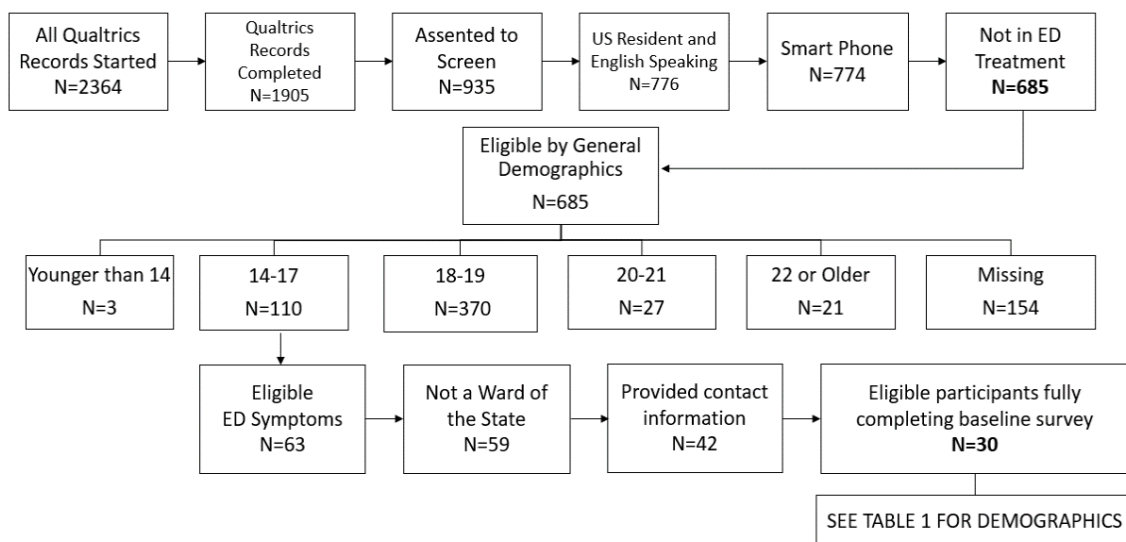 All Qualtrics
Records Started
N=2364
Qualtrics
Records
Completed
N=1905
Assented to
Screen
N=935
US Resident and
English Speaking
N=776
Smart Phone
N=774
Not in ED
Treatment
N=685
Eligible by General
Demographics
N=685
Younger than 14
N=3
14-17
N=110
18-19
N=370
20-21
N=27
22 or Older
N=21
Missing
N=154
Eligible
ED Symptoms
N=63
Not a Ward of
the State
N=59
Provided contact
information
N=42
Eligible participants fully
completing baseline survey
N=30
SEE TABLE 1 FOR DEMOGRAPHICS